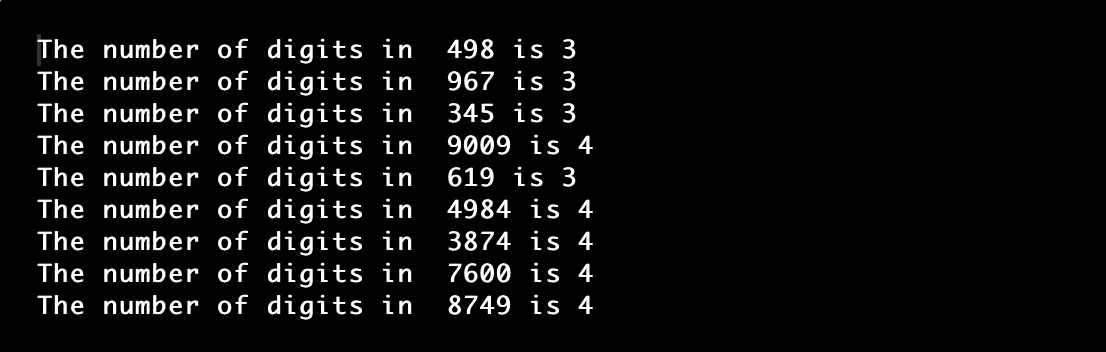 The number of digits in  498 is 3
The number of digits in  967 is 3
The number of digits in  345 is 3
The number of digits in  9009 is 4
The number of digits in  619 is 3
The number of digits in  4984 is 4
The number of digits in  3874 is 4
The number of digits in  7600 is 4
The number of digits in  8749 is 4